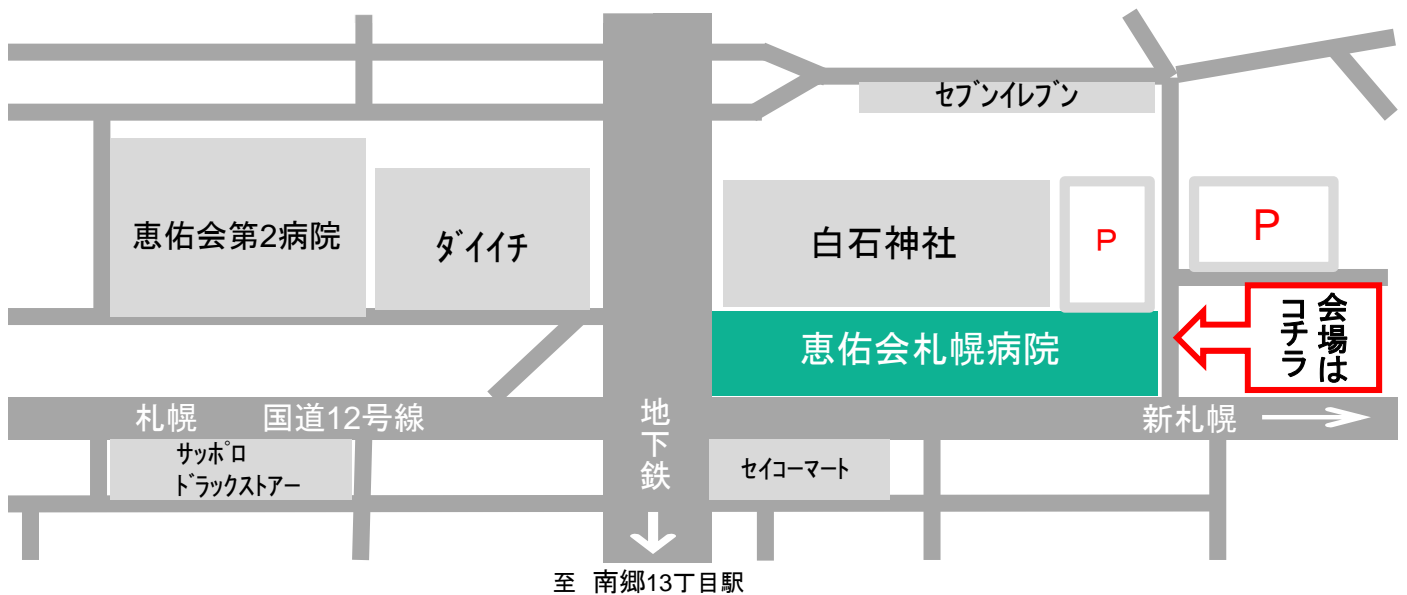 セブンイレブン
恵佑会第2病院
ダイイチ
白石神社
P
P
恵佑会札幌病院
会場は
コチラ
札幌　国道12号線
地下鉄
新札幌
サッポロ
ドラックストアー
セイコーマート
至　南郷13丁目駅